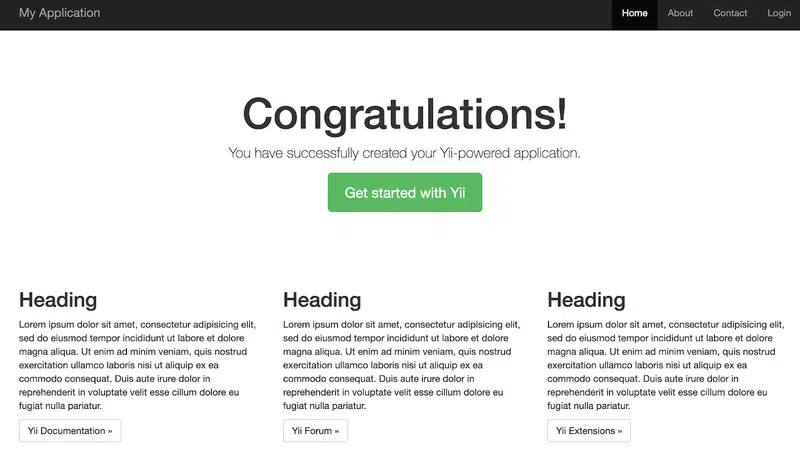 My Application
Home About Contact Login
Congratulations!
You have successfully created your Yii-powered application.
Get started with Yii
Heading
Lorem ipsum dolor sit amet, consectetur adipisicing elit,
sed do eiusmod tempor incididunt ut labore et dolore
magna aliqua. Ut enim ad minim veniam, quis nostrud
exercitation ullamco laboris nisi ut aliquip ex ea
commodo consequat. Duis aute irure dolor in
reprehenderit in voluptate velit esse cillum dolore eu
fugiat nulla pariatur.
Yii Documentation »
Heading
Lorem ipsum dolor sit amet, consectetur adipisicing elit,
sed do eiusmod tempor incididunt ut labore et dolore
magna aliqua. Ut enim ad minim veniam, quis nostrud
exercitation ullamco laboris nisi ut aliquip ex ea
commodo consequat. Duis aute irure dolor in
reprehenderit in voluptate velit esse cillum dolore eu
fugiat nulla pariatur.
Yii Forum »
Heading
Lorem ipsum dolor sit amet, consectetur adipisicing elit,
sed do eiusmod tempor incididunt ut labore et dolore
magna aliqua. Ut enim ad minim veniam, quis nostrud
exercitation ullamco laboris nisi ut aliquip ex ea
commodo consequat. Duis aute irure dolor in
reprehenderit in voluptate velit esse cillum dolore eu
fugiat nulla pariatur.
Yii Extensions »